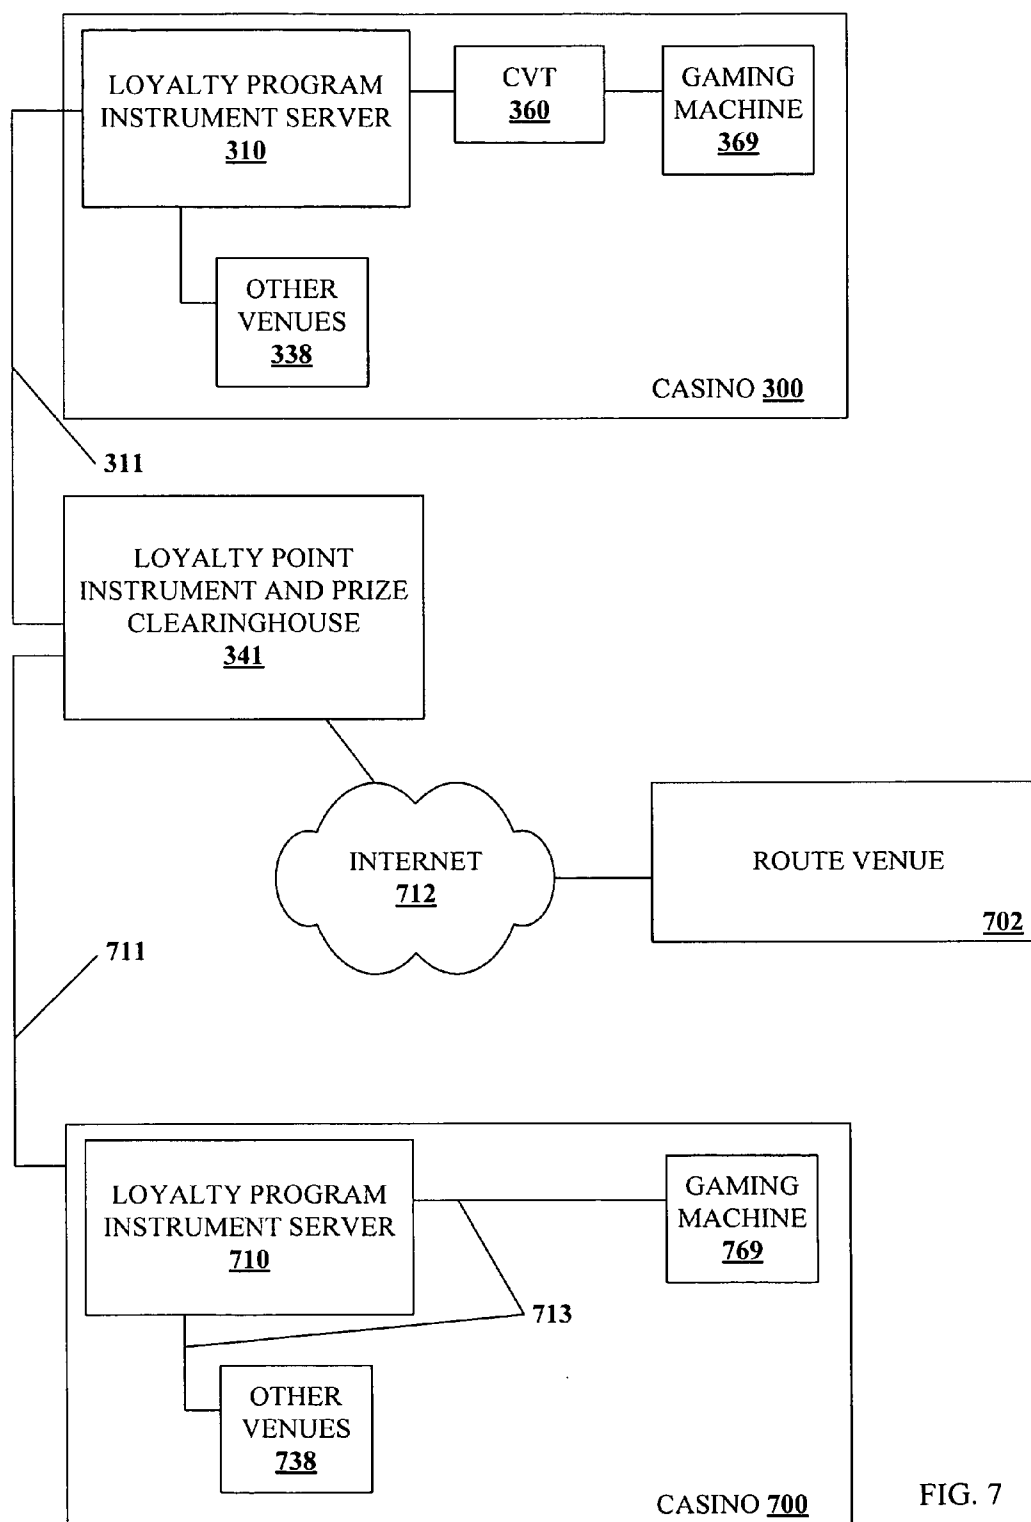 LOYALTY PROGRAM
INSTRUMENT SERVER
310
CVT
360
GAMING
MACHINE
369
OTHER
VENUES
338
CASINO 300
311
LOYALTY POINT
INSTRUMENT AND PRIZE
CLEARINGHOUSE
341
INTERNET
712
ROUTE VENUE
702
711
LOYALTY PROGRAM
INSTRUMENT SERVER
710
GAMING
MACHINE
769
713
OTHER
VENUES
738
CASINO 700
FIG. 7